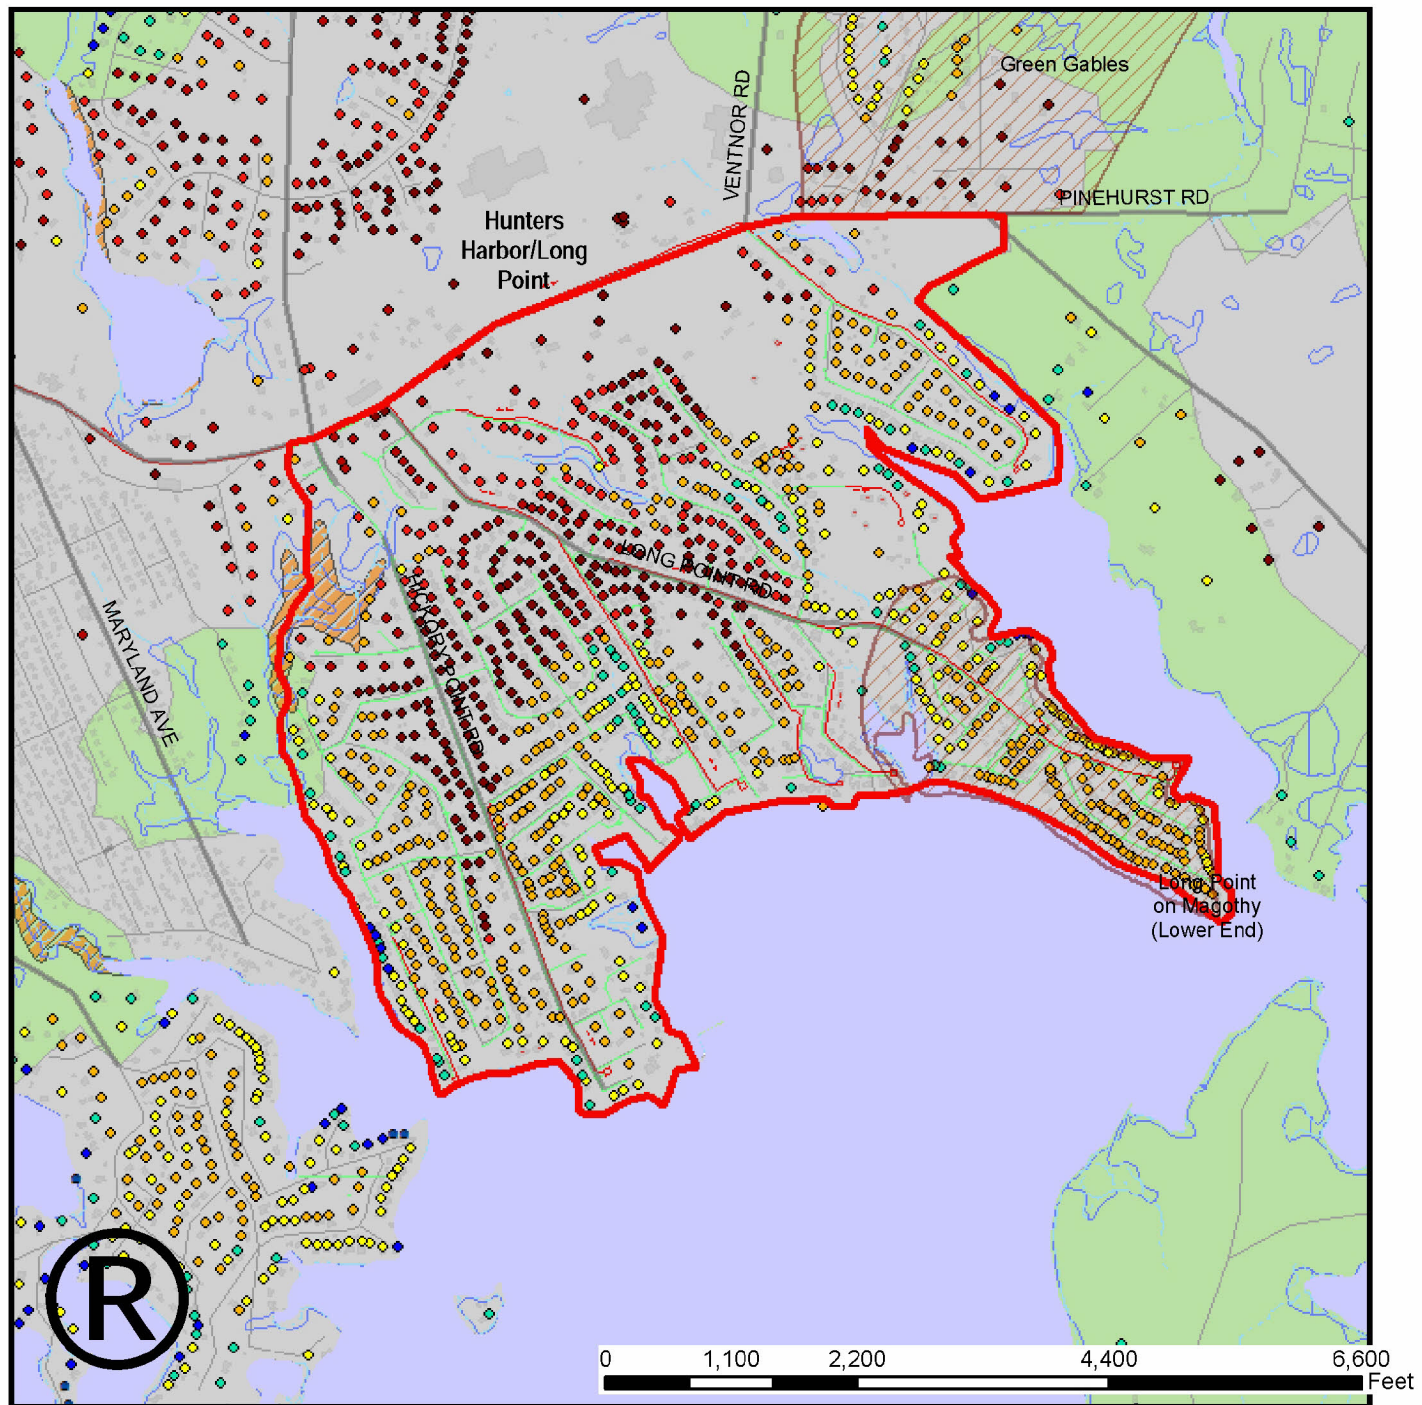 Green Gables
VENTNOR RD
PINEHURST RD
Hunters
Harbor/Long
Point
LONG POINT RD
HICKORY POINT RD
MARYLAND AVE
Long Point
on Magothy
(Lower End)
R
0 1,100 2,200 4,400 6,600
Feet